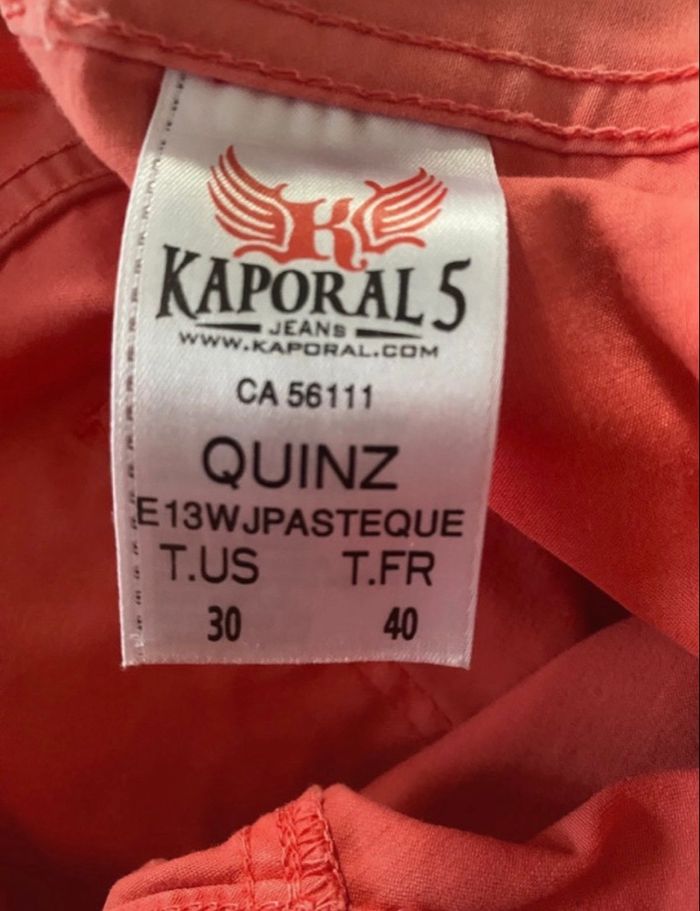 K
KAPORAL 5
JEANS
WWW.KAPORAL.COM
CA 56111
QUINZ
E13WJPASTEQUE
T.US T.FR
30 40